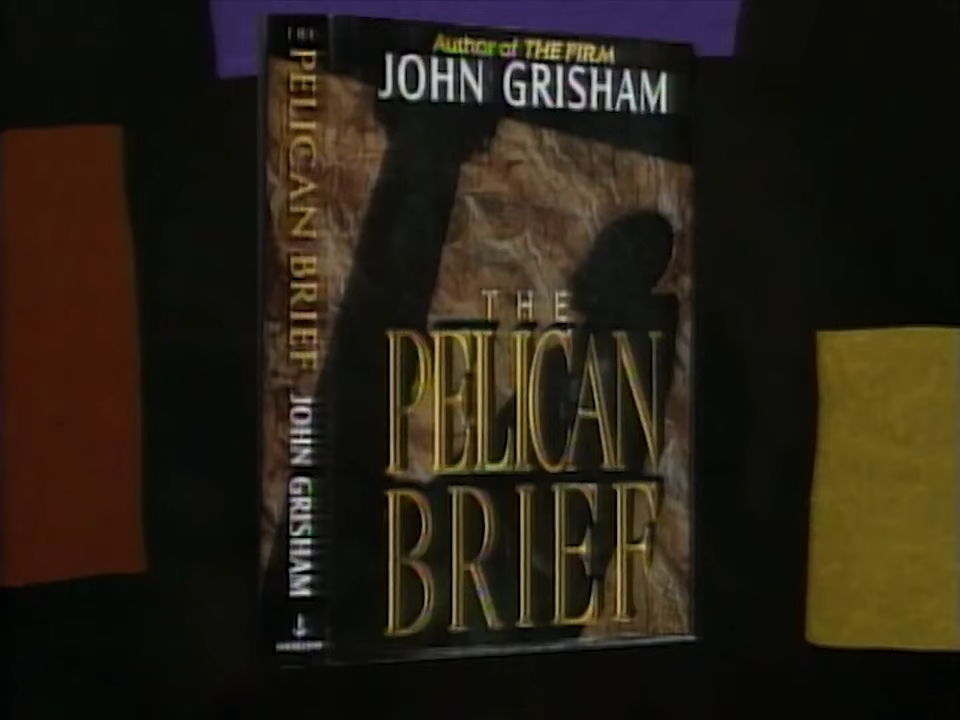 THE PELICAN BRIEF JOHN GRISHAM
Author of THE FIRM
JOHN GRISHAM
THE
PELICAN
BRIEF